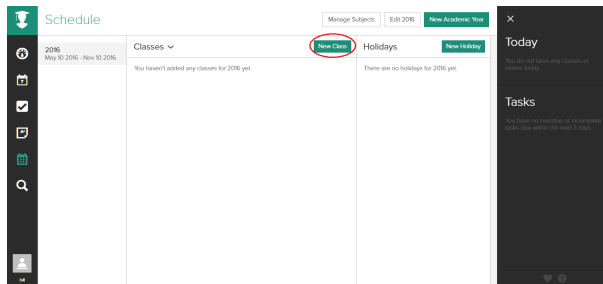 Schedule
Manage Subjects
Edit 2016
New Academic Year
2016
May 10 2016 - Nov 10 2016
Classes
New Class
You haven't added any classes for 2016 yet.
Holidays
New Holiday
There are no holidays for 2016 yet.
Today
You do not have any classes or
exams today.
Tasks
You have no overdue or incomplete
tasks due within the next 3 days.